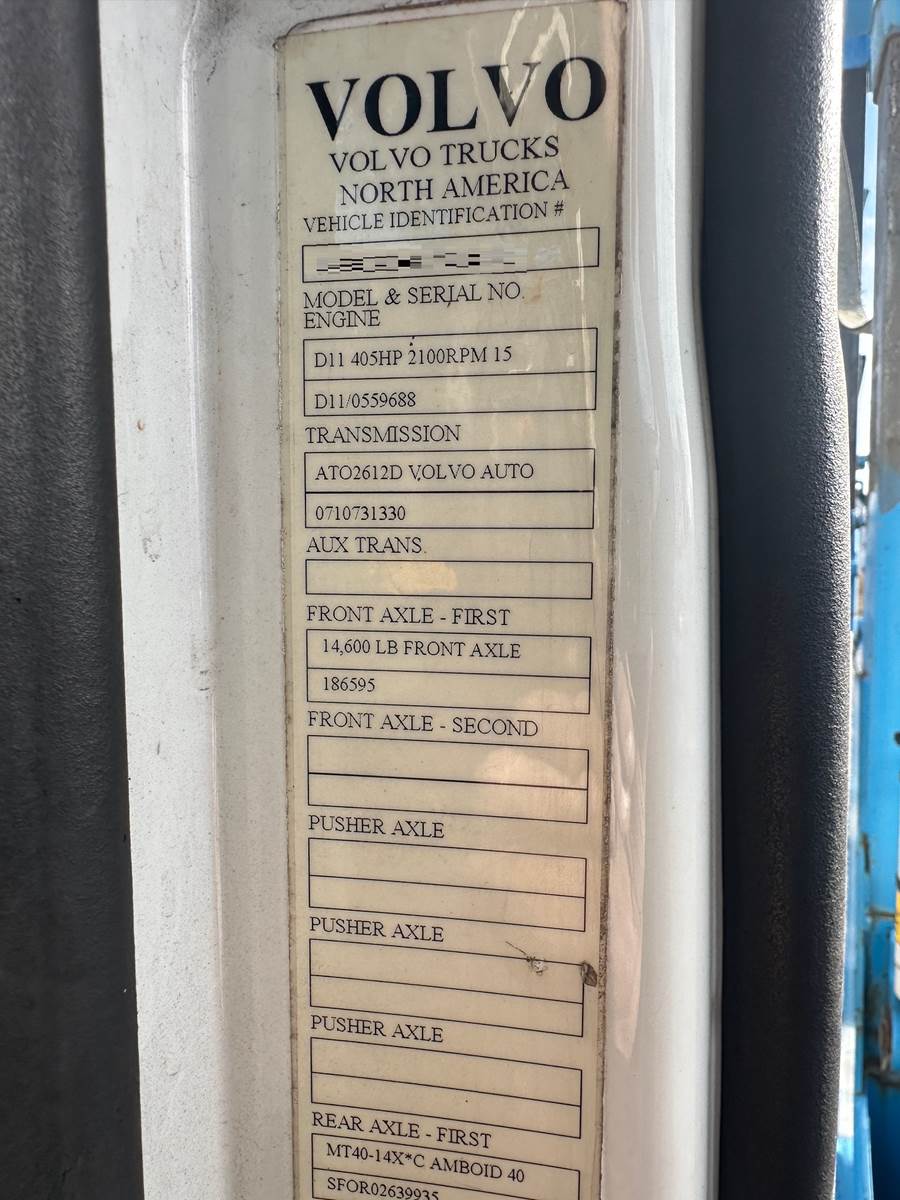 VOLVO
VOLVO TRUCKS
NORTH AMERICA
VEHICLE IDENTIFICATION #
MODEL & SERIAL NO.
ENGINE
D11 405HP 2100RPM 15
D11/0559688
TRANSMISSION
ATO2612D VOLVO AUTO
0710731330
AUX TRANS.
FRONT AXLE - FIRST
14,600 LB FRONT AXLE
186595
FRONT AXLE - SECOND
PUSHER AXLE
PUSHER AXLE
PUSHER AXLE
REAR AXLE - FIRST
MT40-14X*C AMBOID 40
SFOR02639935